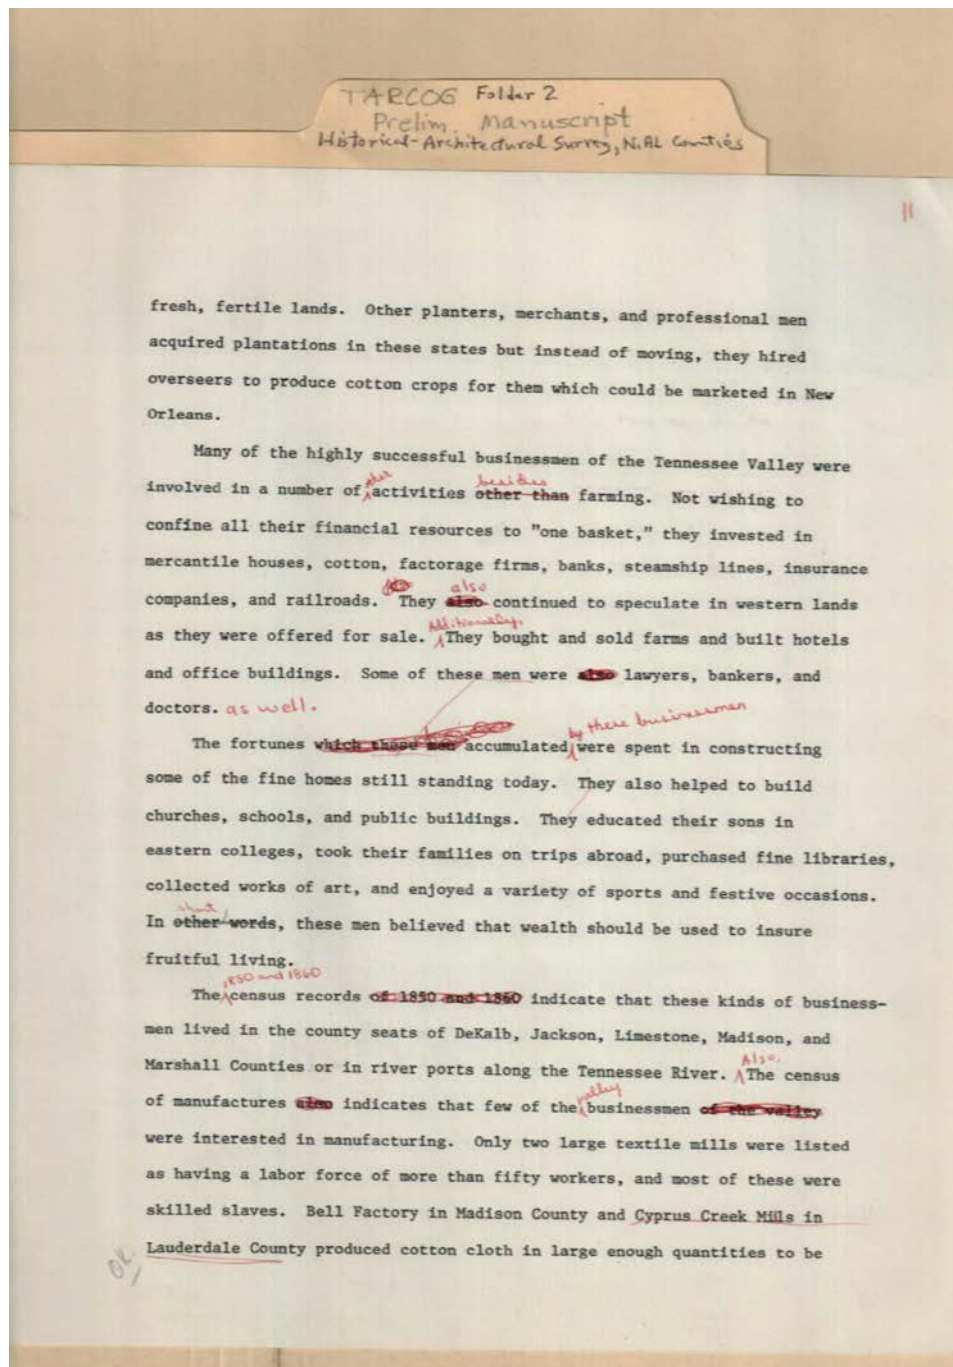 TARCOG Folder 2
Prelim. Manuscript
Historical-Architectural Survey, N. AL Counties
11
fresh, fertile lands. Other planters, merchants, and professional men
acquired plantations in these states but instead of moving, they hired
overseers to produce cotton crops for them which could be marketed in New
Orleans.
Many of the highly successful businessmen of the Tennessee Valley were
other besides
involved in a number of activities other than farming. Not wishing to
confine all their financial resources to "one basket," they invested in
mercantile houses, cotton, factorage firms, banks, steamship lines, insurance
also
companies, and railroads. They also continued to speculate in western lands
Additionally,
as they were offered for sale. They bought and sold farms and built hotels
and office buildings. Some of these men were also lawyers, bankers, and
doctors. as well.
by these businessmen
The fortunes which these men accumulated were spent in constructing
some of the fine homes still standing today. They also helped to build
churches, schools, and public buildings. They educated their sons in
eastern colleges, took their families on trips abroad, purchased fine libraries,
collected works of art, and enjoyed a variety of sports and festive occasions.
short
In other words, these men believed that wealth should be used to insure
fruitful living.
1850 and 1860
The census records of 1850 and 1860 indicate that these kinds of business-
men lived in the county seats of DeKalb, Jackson, Limestone, Madison, and
Also,
Marshall Counties or in river ports along the Tennessee River. The census
valley
of manufactures also indicates that few of the businessmen of the valley
were interested in manufacturing. Only two large textile mills were listed
as having a labor force of more than fifty workers, and most of these were
skilled slaves. Bell Factory in Madison County and Cyprus Creek Mills in
Lauderdale County produced cotton cloth in large enough quantities to be
OK